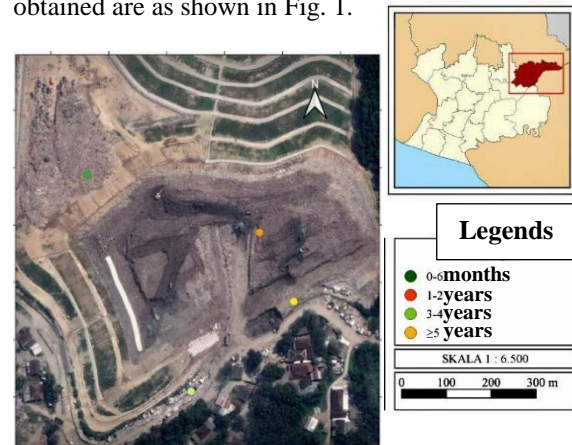 obtained are as shown in Fig. 1.
N
Legends
0-6months
1-2years
3-4years
≥5 years
SKALA 1 : 6.500
0 100 200 300 m